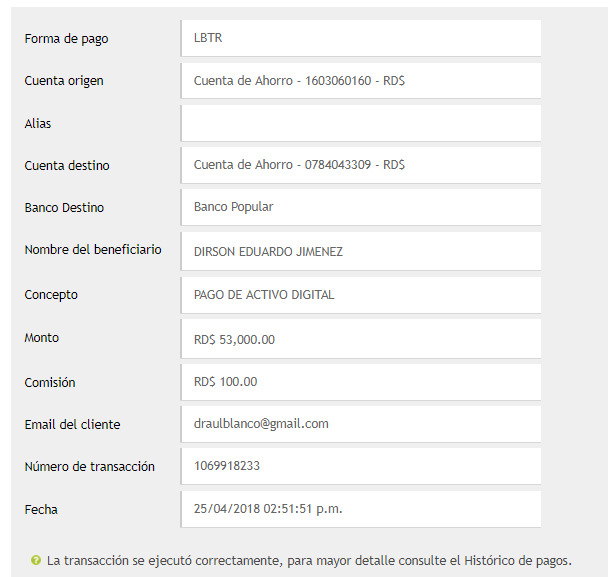 Forma de pago LBTR
Cuenta origen Cuenta de Ahorro - 1603060160 - RD$
Alias
Cuenta destino Cuenta de Ahorro - 0784043309 - RD$
Banco Destino Banco Popular
Nombre del beneficiario DIRSON EDUARDO JIMENEZ
Concepto PAGO DE ACTIVO DIGITAL
Monto RD$ 53,000.00
Comisión RD$ 100.00
Email del cliente draulblanco@gmail.com
Número de transacción 1069918233
Fecha 25/04/2018 02:51:51 p.m.
La transacción se ejecutó correctamente, para mayor detalle consulte el Histórico de pagos.